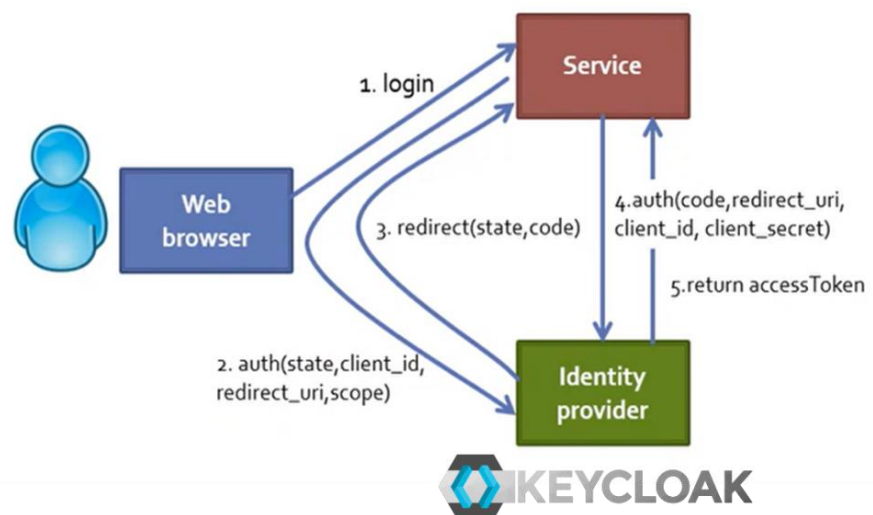 Service
1. login
Web
browser
3. redirect(state,code)
4.auth(code,redirect_uri,
client_id, client_secret)
5.return accessToken
2. auth(state,client_id,
redirect_uri,scope)
Identity
provider
KEYCLOAK